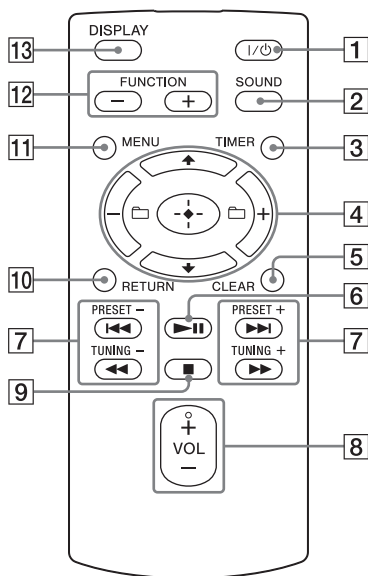 DISPLAY
13
I/⏻
1
FUNCTION
SOUND
12
− +
2
11
MENU
TIMER
3
− +
4
10
RETURN
CLEAR
5
6
PRESET −
PRESET +
7
7
TUNING −
TUNING +
9
+
VOL
−
8